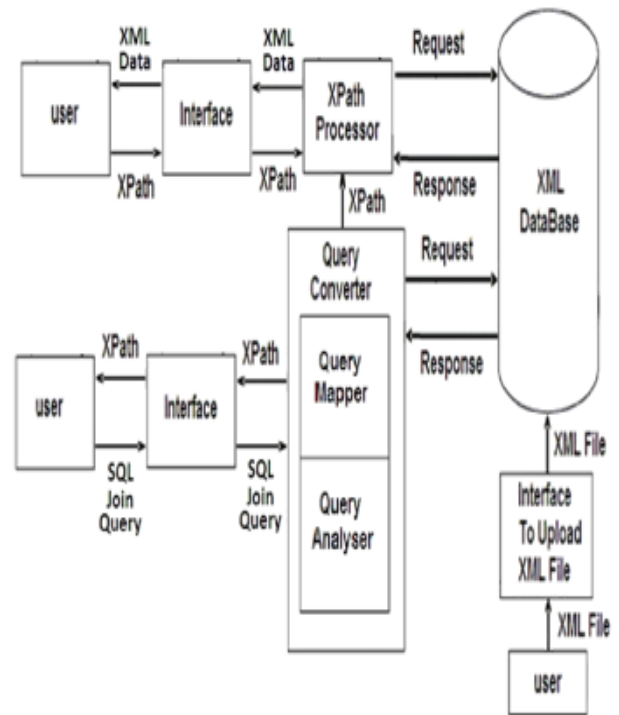 XML
Data
XML
Data
Request
user
Interface
XPath
Processor
XPath
XPath
Response
XML
DataBase
XPath
Query
Converter
Request
Response
XPath
XPath
user
Interface
Query
Mapper
SQL
Join
Query
SQL
Join
Query
Query
Analyser
XML File
Interface
To Upload
XML File
XML File
user